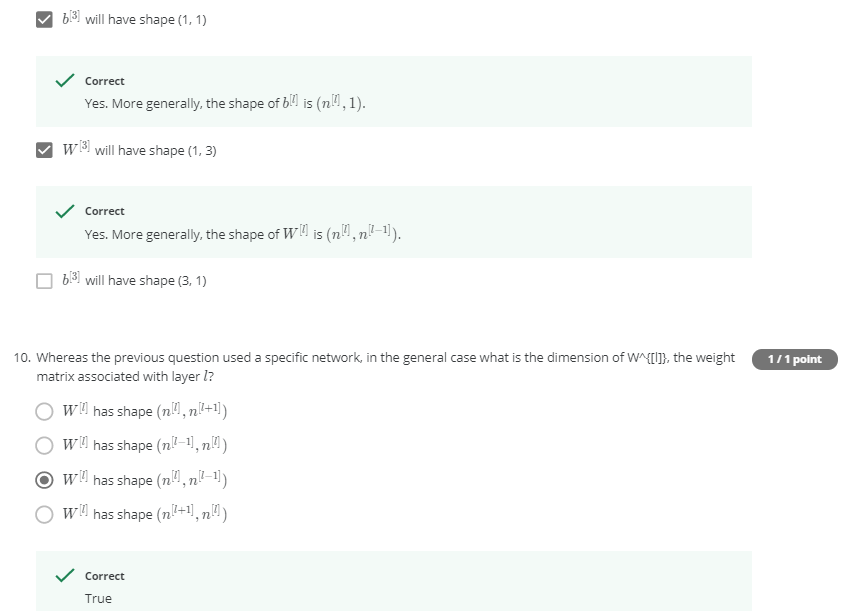 b^[3] will have shape (1, 1)
Correct
Yes. More generally, the shape of b^[l] is (n^[l], 1).
W^[3] will have shape (1, 3)
Correct
Yes. More generally, the shape of W^[l] is (n^[l], n^[l−1]).
b^[3] will have shape (3, 1)
10. Whereas the previous question used a specific network, in the general case what is the dimension of W^{[l]}, the weight
matrix associated with layer l?
1 / 1 point
W^[l] has shape (n^[l], n^[l+1])
W^[l] has shape (n^[l−1], n^[l])
W^[l] has shape (n^[l], n^[l−1])
W^[l] has shape (n^[l+1], n^[l])
Correct
True